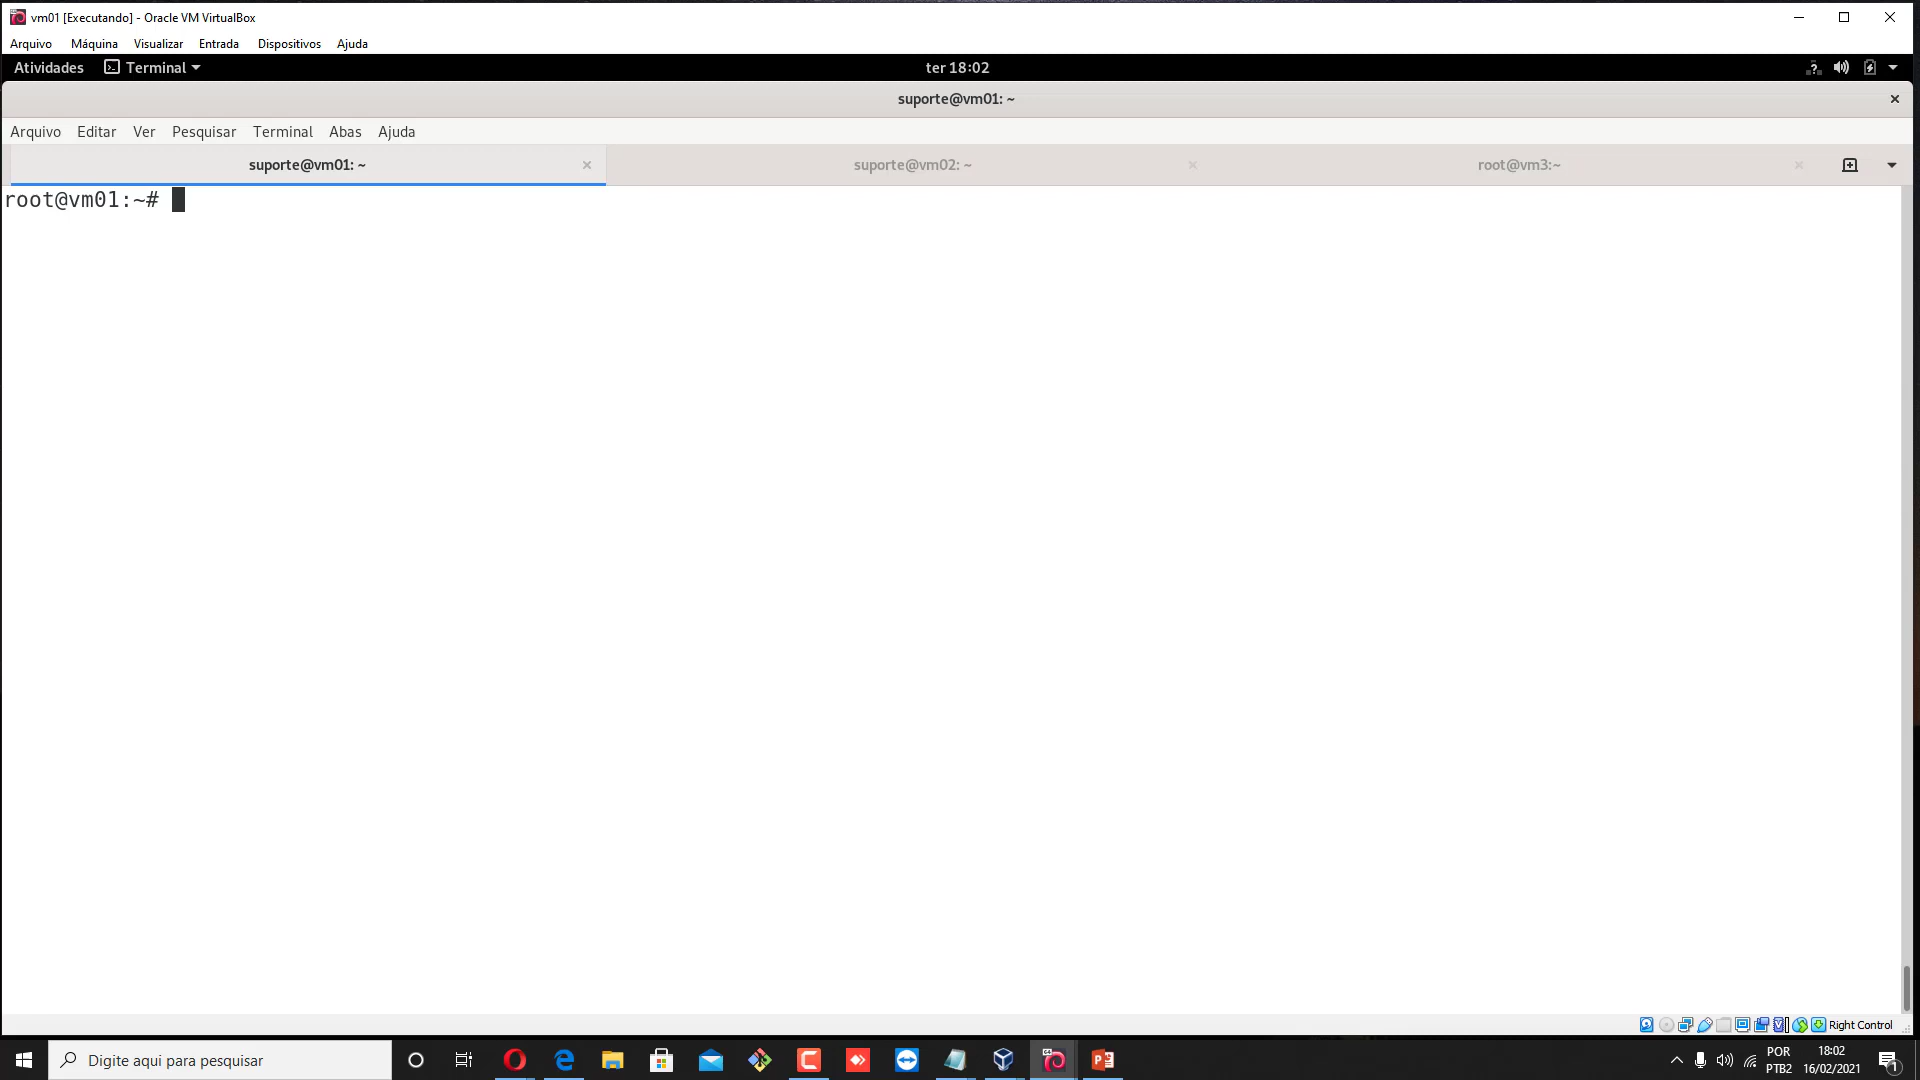 vm01 [Executando] - Oracle VM VirtualBox
Arquivo Máquina Visualizar Entrada Dispositivos Ajuda
Atividades Terminal ter 18:02
suporte@vm01: ~
Arquivo Editar Ver Pesquisar Terminal Abas Ajuda
suporte@vm01: ~ suporte@vm02: ~ root@vm3:~
root@vm01:~#
Right Control
Digite aqui para pesquisar
POR 18:02
PTB2 16/02/2021
1